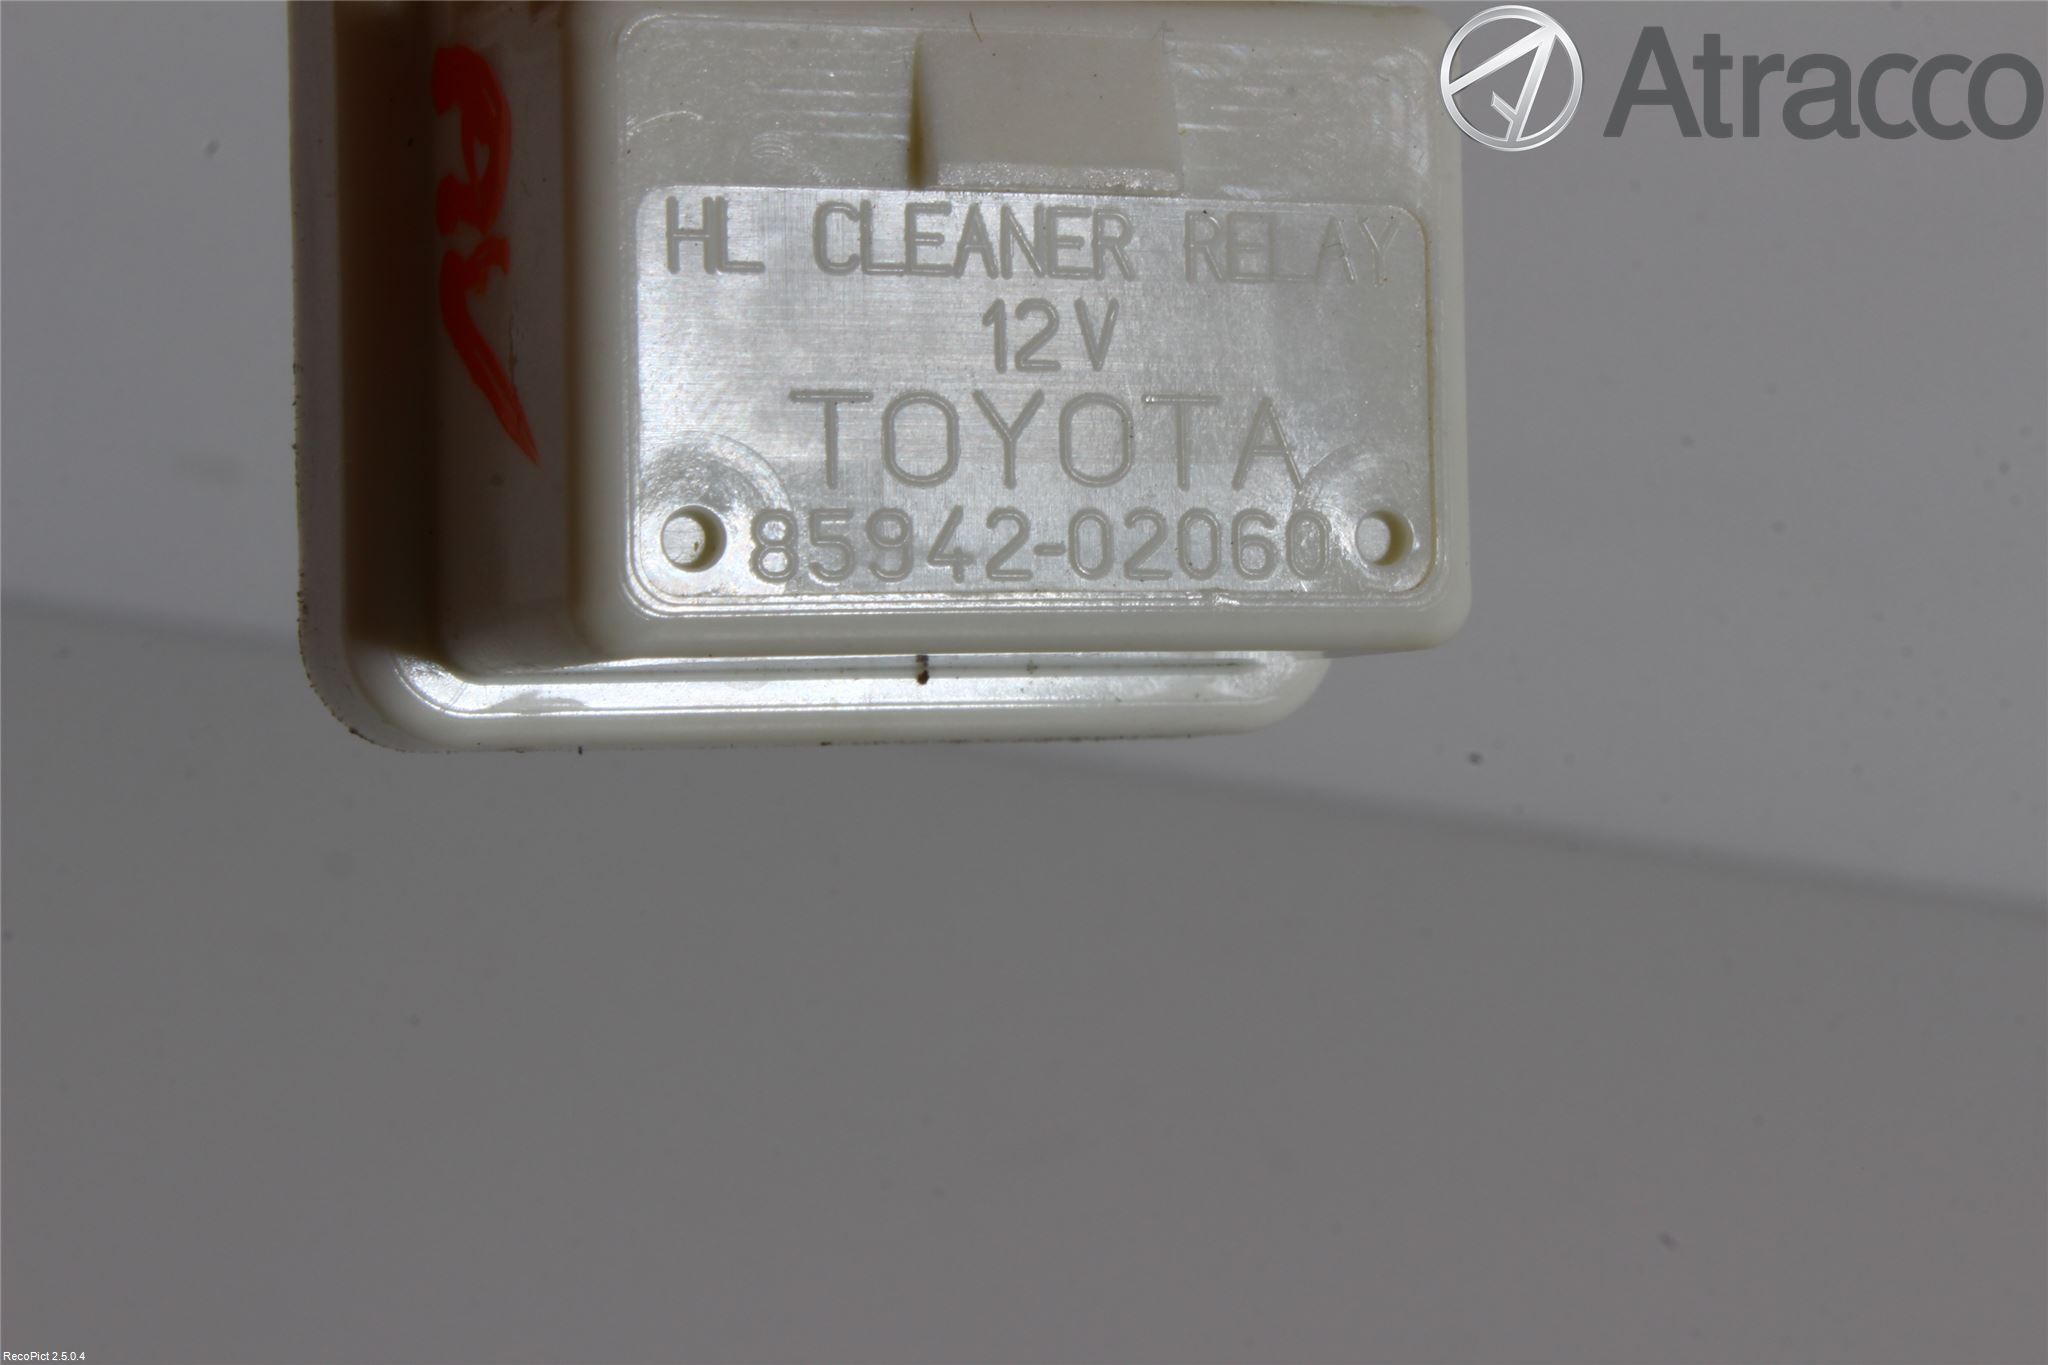 Atracco
HL CLEANER RELAY
12V
TOYOTA
85942-02060
RecoPict 2.5.0.4